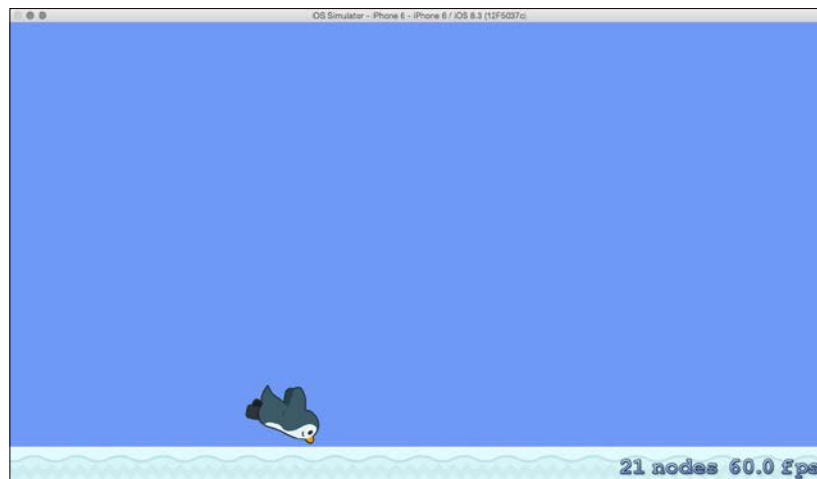 iOS Simulator - iPhone 6 - iPhone 6 / iOS 8.3 (12F5037c)
21 nodes 60.0 fps